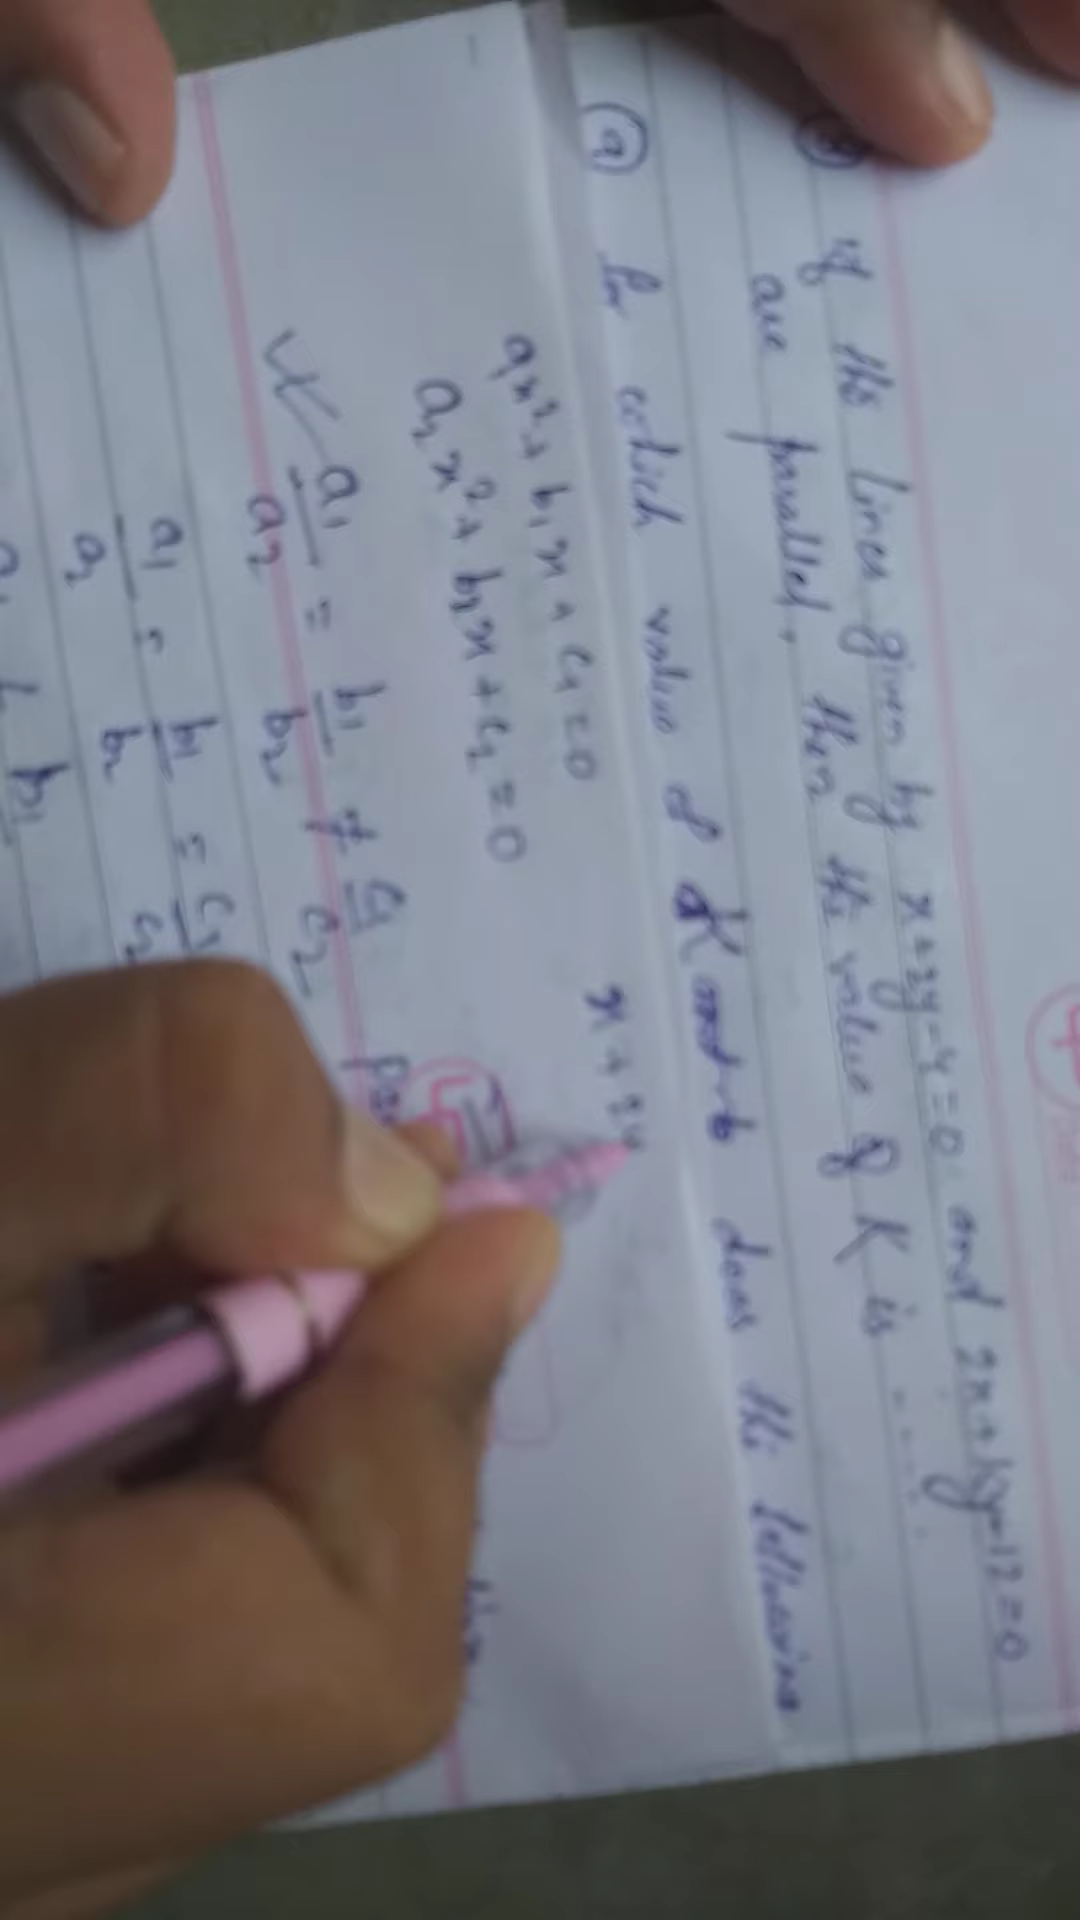 if the lines given by x+2y-4=0 and 2x+ky-12=0
are parallel, then the value of K is ....
(9) for which value of K does the following
a₁x²+b₁x+c₁=0
a₂x²+b₂x+c₂=0
x+2y
a₁/a₂ = b₁/b₂ ≠ c₁/c₂
a₁/a₂ = b₁/b₂ = c₁/c₂
b₁